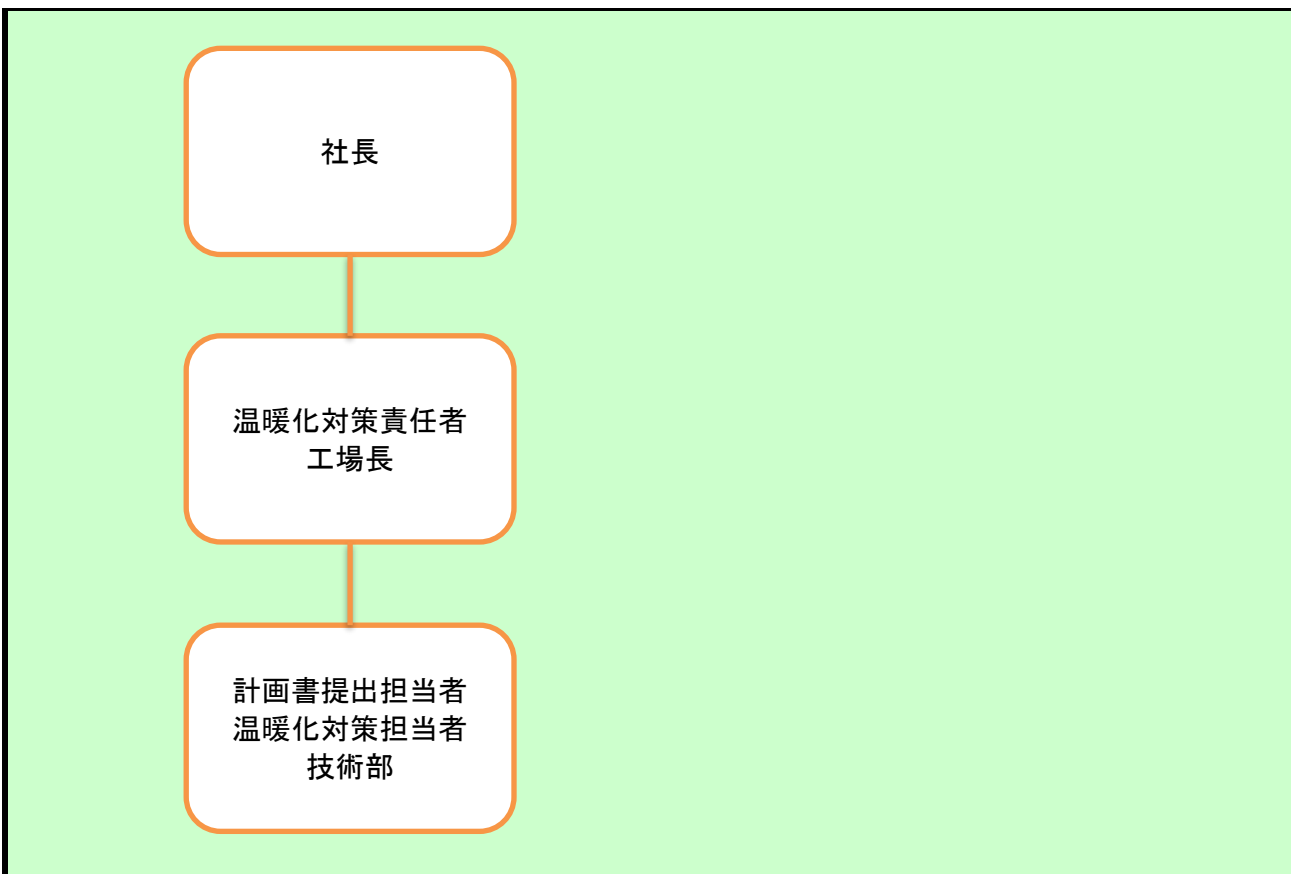 社長
温暖化対策責任者
工場長
計画書提出担当者
温暖化対策担当者
技術部